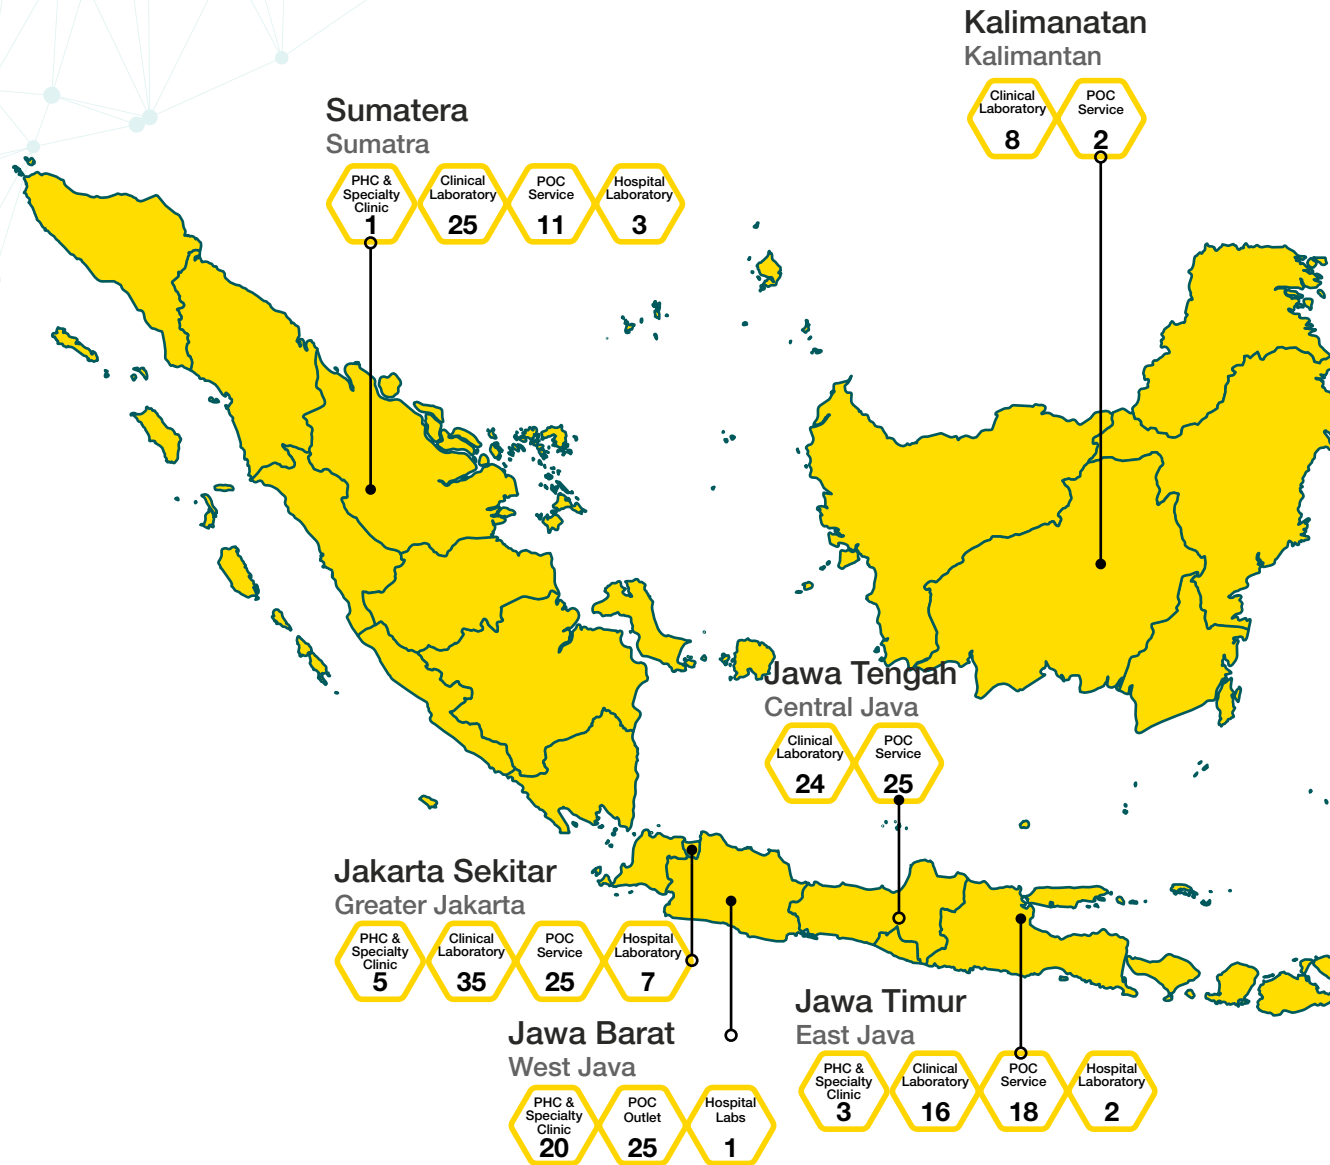 Kalimanatan
Kalimantan
Clinical
Laboratory
8
POC
Service
2
Sumatera
Sumatra
PHC &
Specialty
Clinic
1
Clinical
Laboratory
25
POC
Service
11
Hospital
Laboratory
3
Jawa Tengah
Central Java
Clinical
Laboratory
24
POC
Service
25
Jakarta Sekitar
Greater Jakarta
PHC &
Specialty
Clinic
5
Clinical
Laboratory
35
POC
Service
25
Hospital
Laboratory
7
Jawa Barat
West Java
PHC &
Specialty
Clinic
20
POC
Outlet
25
Hospital
Labs
1
Jawa Timur
East Java
PHC &
Specialty
Clinic
3
Clinical
Laboratory
16
POC
Service
18
Hospital
Laboratory
2